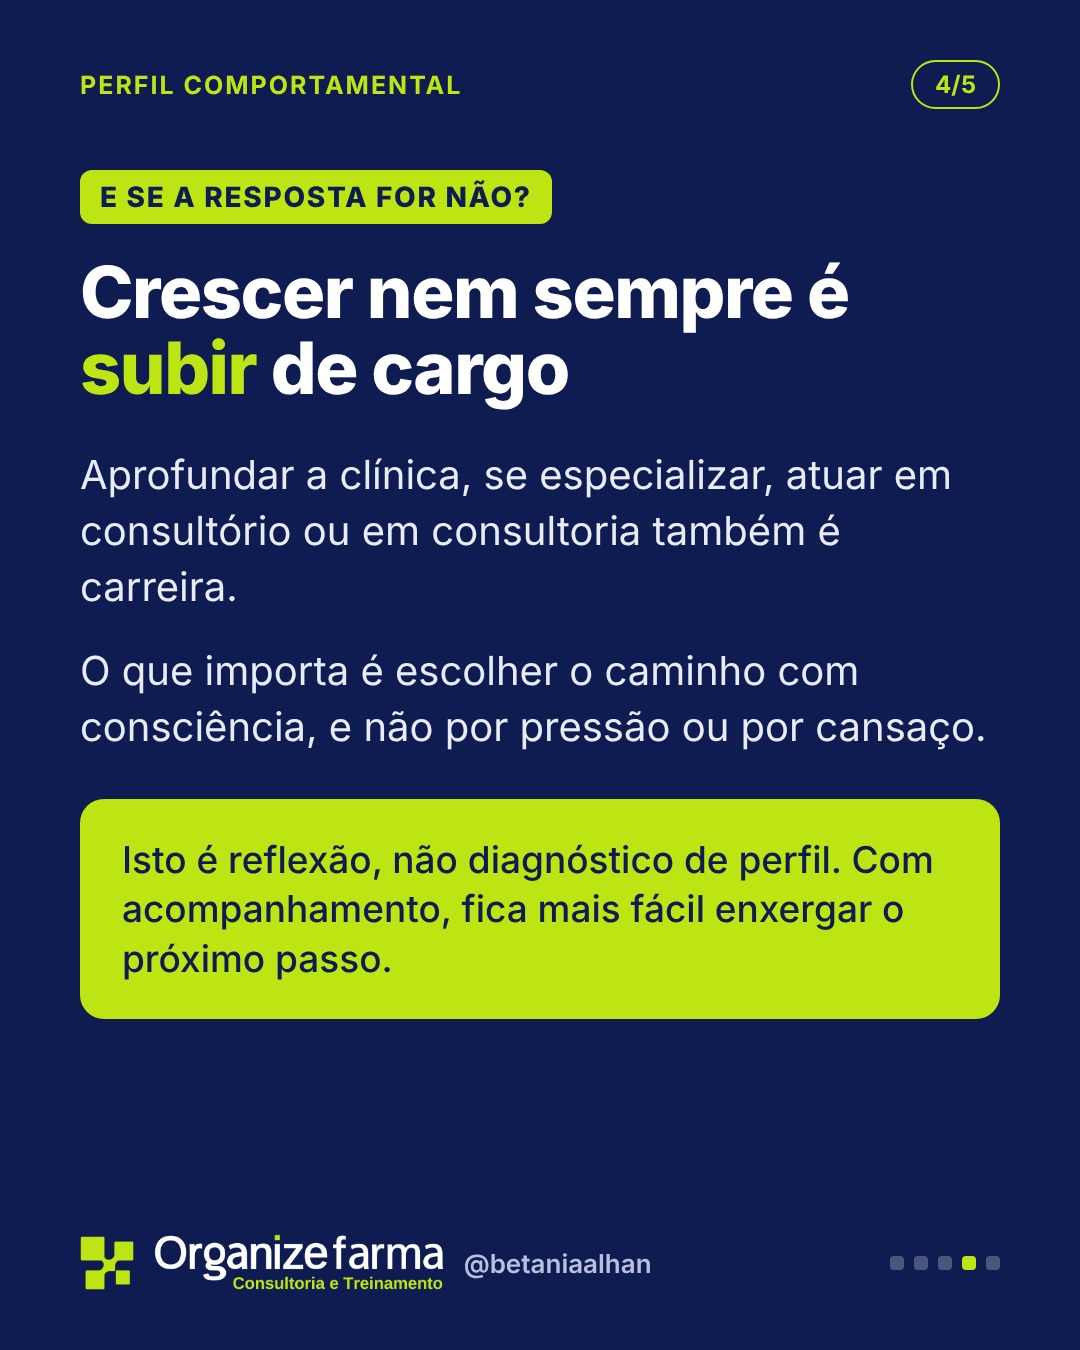 PERFIL COMPORTAMENTAL
4/5
E SE A RESPOSTA FOR NÃO?
Crescer nem sempre é
subir de cargo
Aprofundar a clínica, se especializar, atuar em
consultório ou em consultoria também é
carreira.
O que importa é escolher o caminho com
consciência, e não por pressão ou por cansaço.
Isto é reflexão, não diagnóstico de perfil. Com
acompanhamento, fica mais fácil enxergar o
próximo passo.
Organizefarma
Consultoria e Treinamento
@betaniaalhan